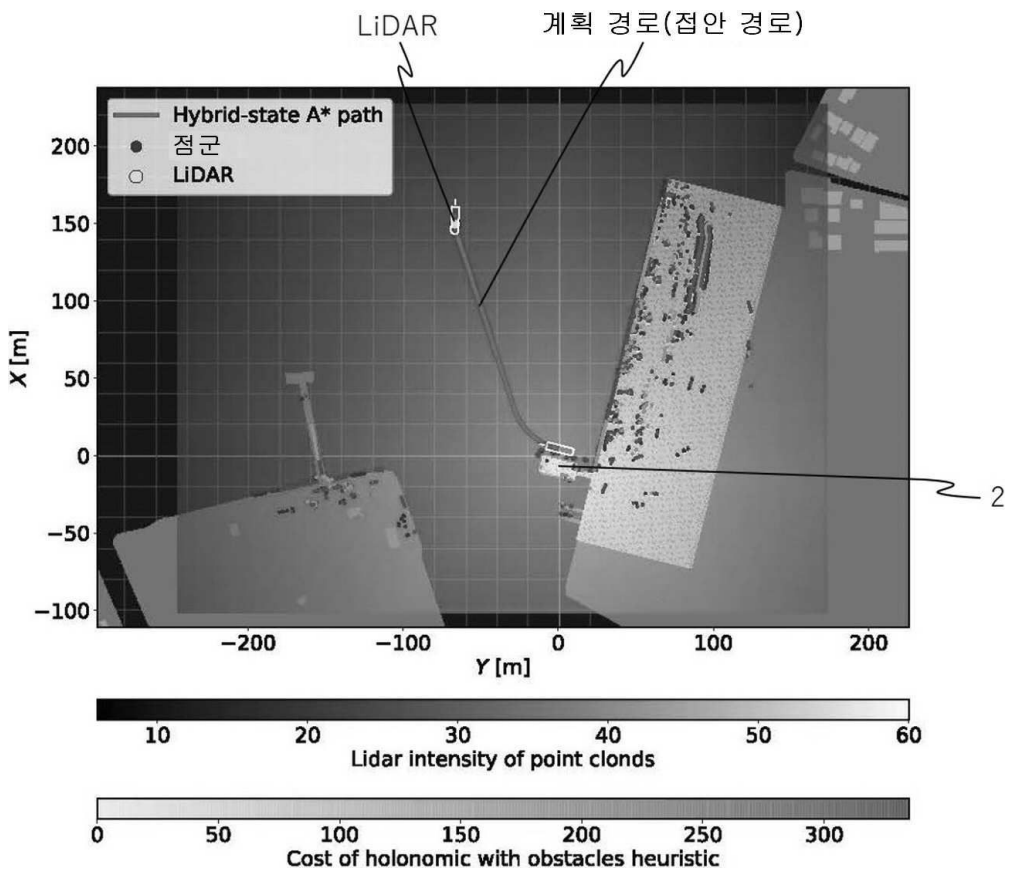 LiDAR
계획 경로(접안 경로)
Hybrid-state A* path
점군
LiDAR
200
150
100
50
0
−50
−100
X [m]
2
−200 −100 0 100 200
Y [m]
10 20 30 40 50 60
Lidar intensity of point clonds
0 50 100 150 200 250 300
Cost of holonomic with obstacles heuristic